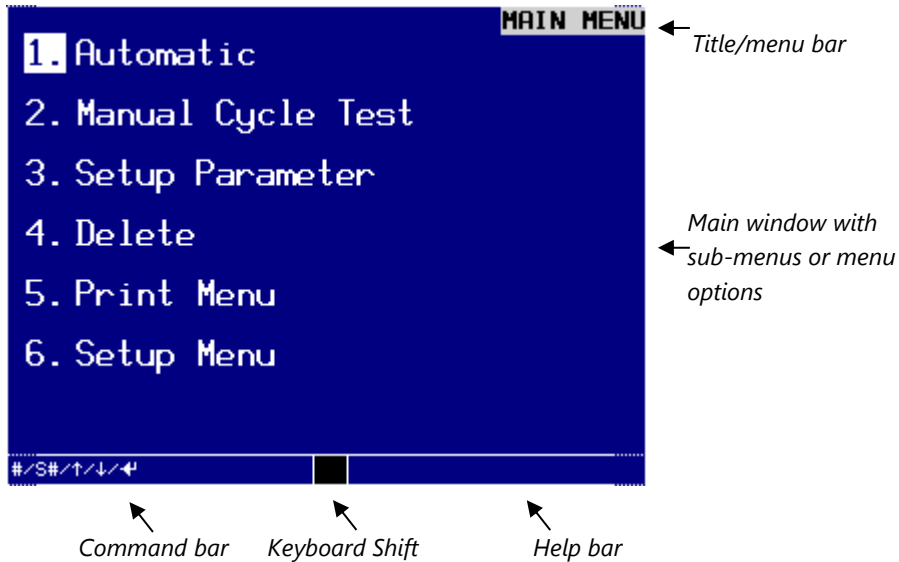 MAIN MENU
Title/menu bar
1. Automatic
2. Manual Cycle Test
3. Setup Parameter
4. Delete
Main window with
sub-menus or menu
options
5. Print Menu
6. Setup Menu
#/S#/↑/↓/↵
Command bar
Keyboard Shift
Help bar